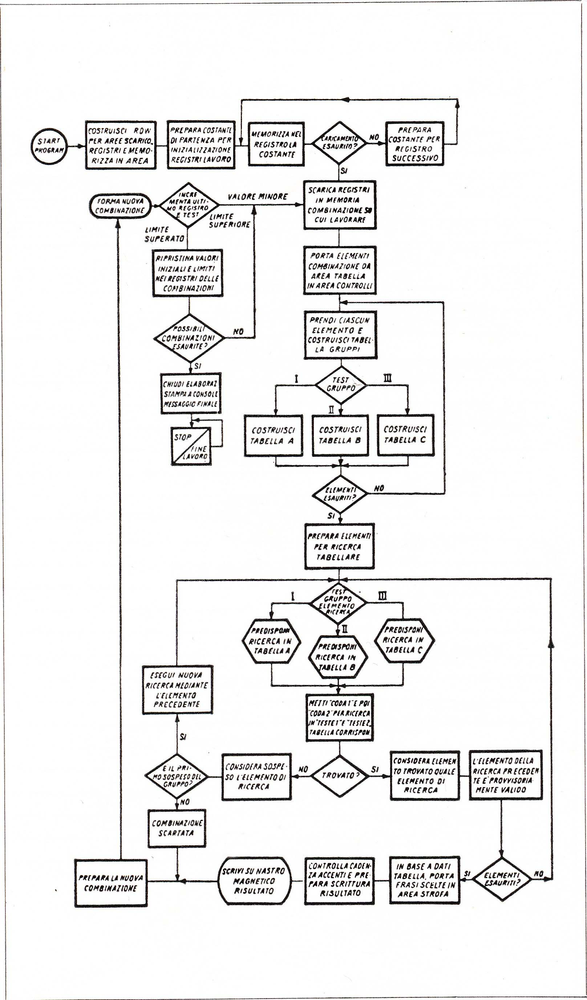 START
PROGRAM
COSTRUISCI RDW
PER AREE SCARICO
REGISTRI E MEMO-
RIZZA IN AREA
PREPARA COSTANTE
DI PARTENZA PER
INIZIALIZZAZIONE
REGISTRI LAVORO
MEMORIZZA NEL
REGISTRO LA
COSTANTE
CARICAMENTO
ESAURITO?
NO
PREPARA
COSTANTE PER
REGISTRO
SUCCESSIVO
SI
FORMA NUOVA
COMBINAZIONE
INCRE
MENTA ULTI-
MO REGISTRO
E TEST
VALORE MINORE
LIMITE
SUPERIORE
LIMITE
SUPERATO
SCARICA REGISTRI
IN MEMORIA
COMBINAZIONE SU
CUI LAVORARE
RIPRISTINA VALORI
INIZIALI E LIMITI
NEI REGISTRI DELLE
COMBINAZIONI
PORTA ELEMENTI
COMBINAZIONE DA
AREA TABELLA
IN AREA CONTROLLI
POSSIBILI
COMBINAZIONI
ESAURITE?
NO
SI
PRENDI CIASCUN
ELEMENTO E
COSTRUISCI TABEL-
LA GRUPPI
CHIUDI ELABORAZ
STAMPA A CONSOLE
MESSAGGIO FINALE
STOP
FINE
LAVORO
TEST
GRUPPO
I
II
III
COSTRUISCI
TABELLA A
COSTRUISCI
TABELLA B
COSTRUISCI
TABELLA C
ELEMENTI
ESAURITI?
NO
SI
PREPARA ELEMENTI
PER RICERCA
TABELLARE
TEST
GRUPPO
ELEMENTO
RICERCA
I
II
III
PREDISPONI
RICERCA IN
TABELLA A
PREDISPONI
RICERCA IN
TABELLA B
PREDISPONI
RICERCA IN
TABELLA C
ESEGUI NUOVA
RICERCA MEDIANTE
L'ELEMENTO
PRECEDENTE
METTI "CODA 1" E POI
"CODA 2" PER RICERCA
IN "TESTE 1" E "TESTE 2
TABELLA CORRISPON.
SI
E' IL PRI-
MO SOSPESO DEL
GRUPPO?
NO
CONSIDERA SOSPE-
SO L'ELEMENTO DI
RICERCA
NO
TROVATO?
SI
CONSIDERA ELEMEN
TO TROVATO QUALE
ELEMENTO DI
RICERCA
L'ELEMENTO DELLA
RICERCA PRECEDEN-
TE E' PROVVISORIA-
MENTE VALIDO
COMBINAZIONE
SCARTATA
PREPARA LA NUOVA
COMBINAZIONE
SCRIVI SU NASTRO
MAGNETICO
RISULTATO
CONTROLLA CADEN-
ZA ACCENTI E PRE-
PARA SCRITTURA
RISULTATO
IN BASE A DATI
TABELLA, PORTA
FRASI SCELTE IN
AREA STROFA
SI
ELEMENTI
ESAURITI?
NO